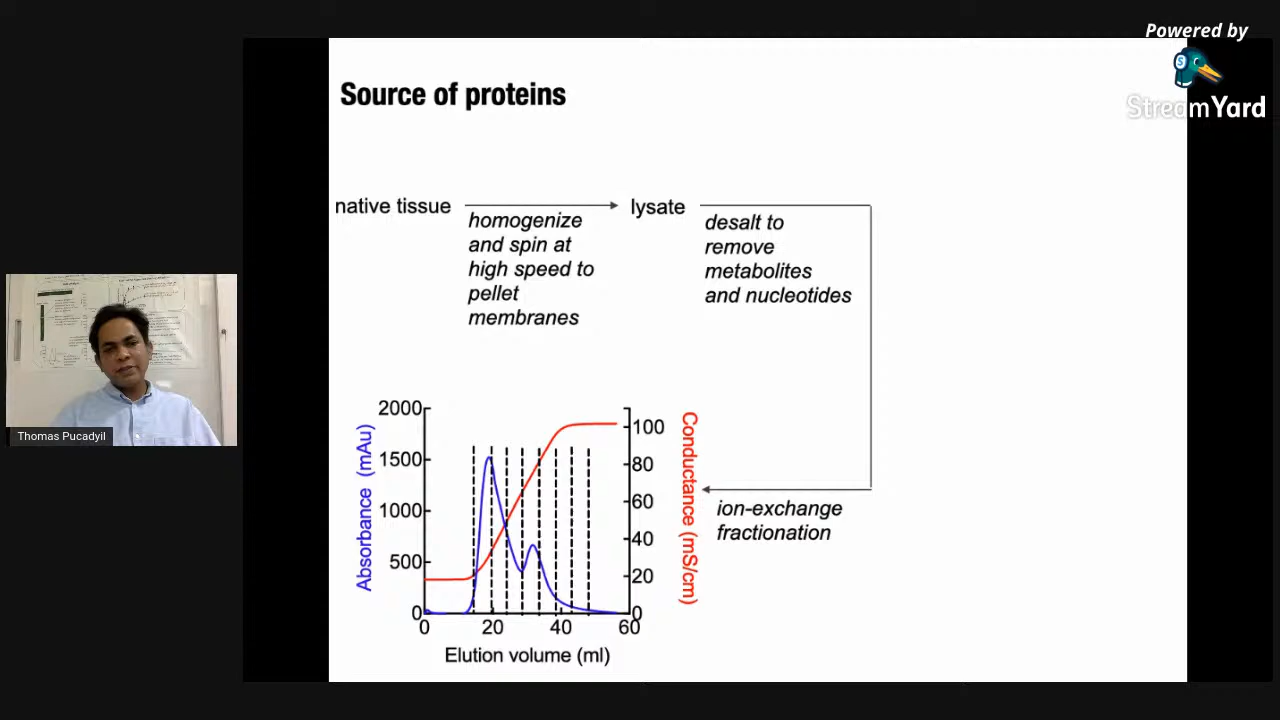 Powered by
StreamYard
Source of proteins
native tissue
lysate
homogenize
and spin at
high speed to
pellet
membranes
desalt to
remove
metabolites
and nucleotides
Thomas Pucadyil
2000
1500
1000
500
0
Absorbance (mAu)
100
80
60
40
20
0
Conductance (mS/cm)
0 20 40 60
Elution volume (ml)
ion-exchange
fractionation